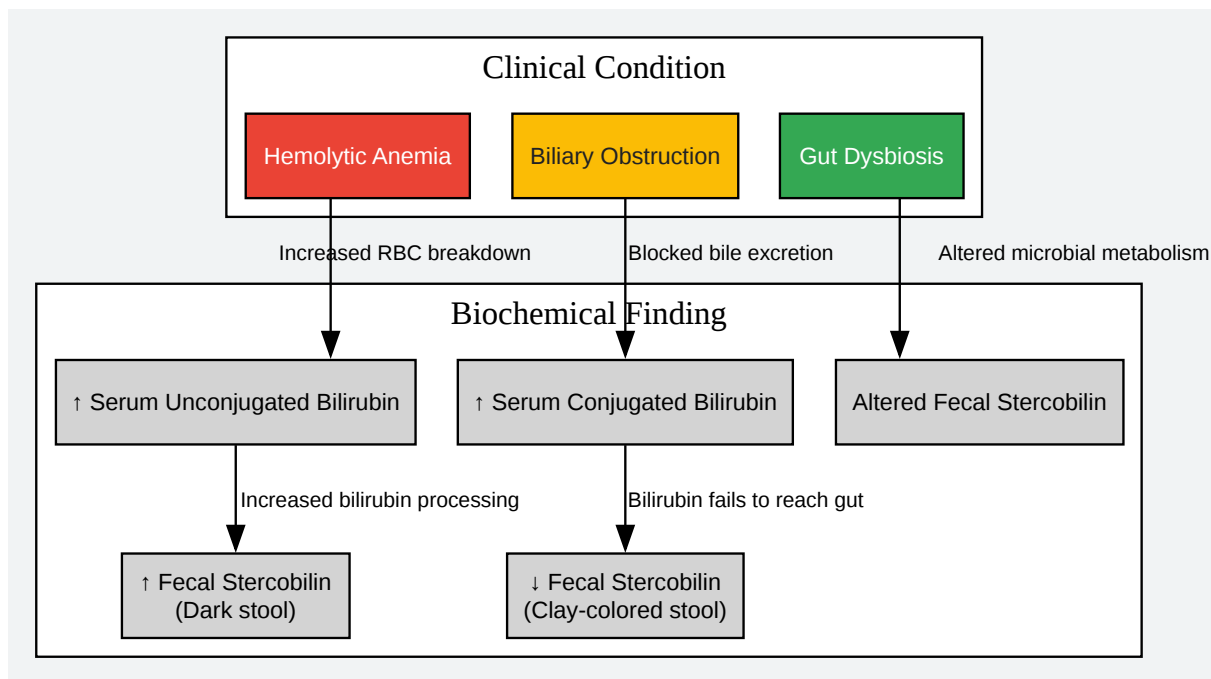 Clinical Condition
Hemolytic Anemia
Biliary Obstruction
Gut Dysbiosis
Increased RBC breakdown
Blocked bile excretion
Altered microbial metabolism
Biochemical Finding
↑ Serum Unconjugated Bilirubin
↑ Serum Conjugated Bilirubin
Altered Fecal Stercobilin
Increased bilirubin processing
Bilirubin fails to reach gut
↑ Fecal Stercobilin
(Dark stool)
↓ Fecal Stercobilin
(Clay-colored stool)